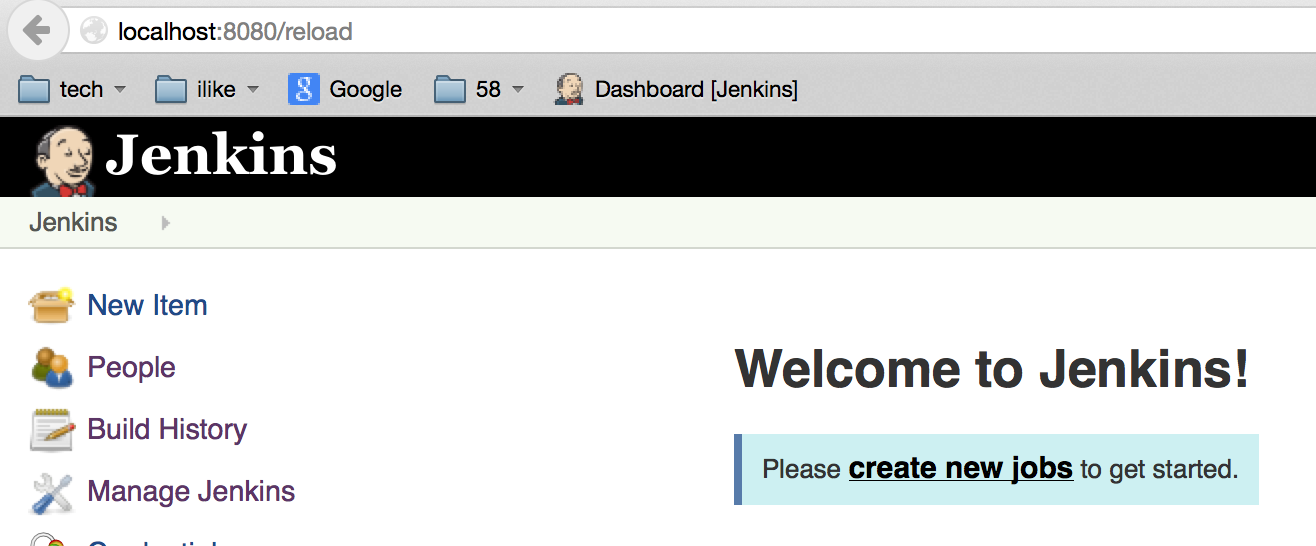 localhost:8080/reload
tech ilike Google 58 Dashboard [Jenkins]
Jenkins
Jenkins
New Item
People
Build History
Manage Jenkins
Welcome to Jenkins!
Please create new jobs to get started.